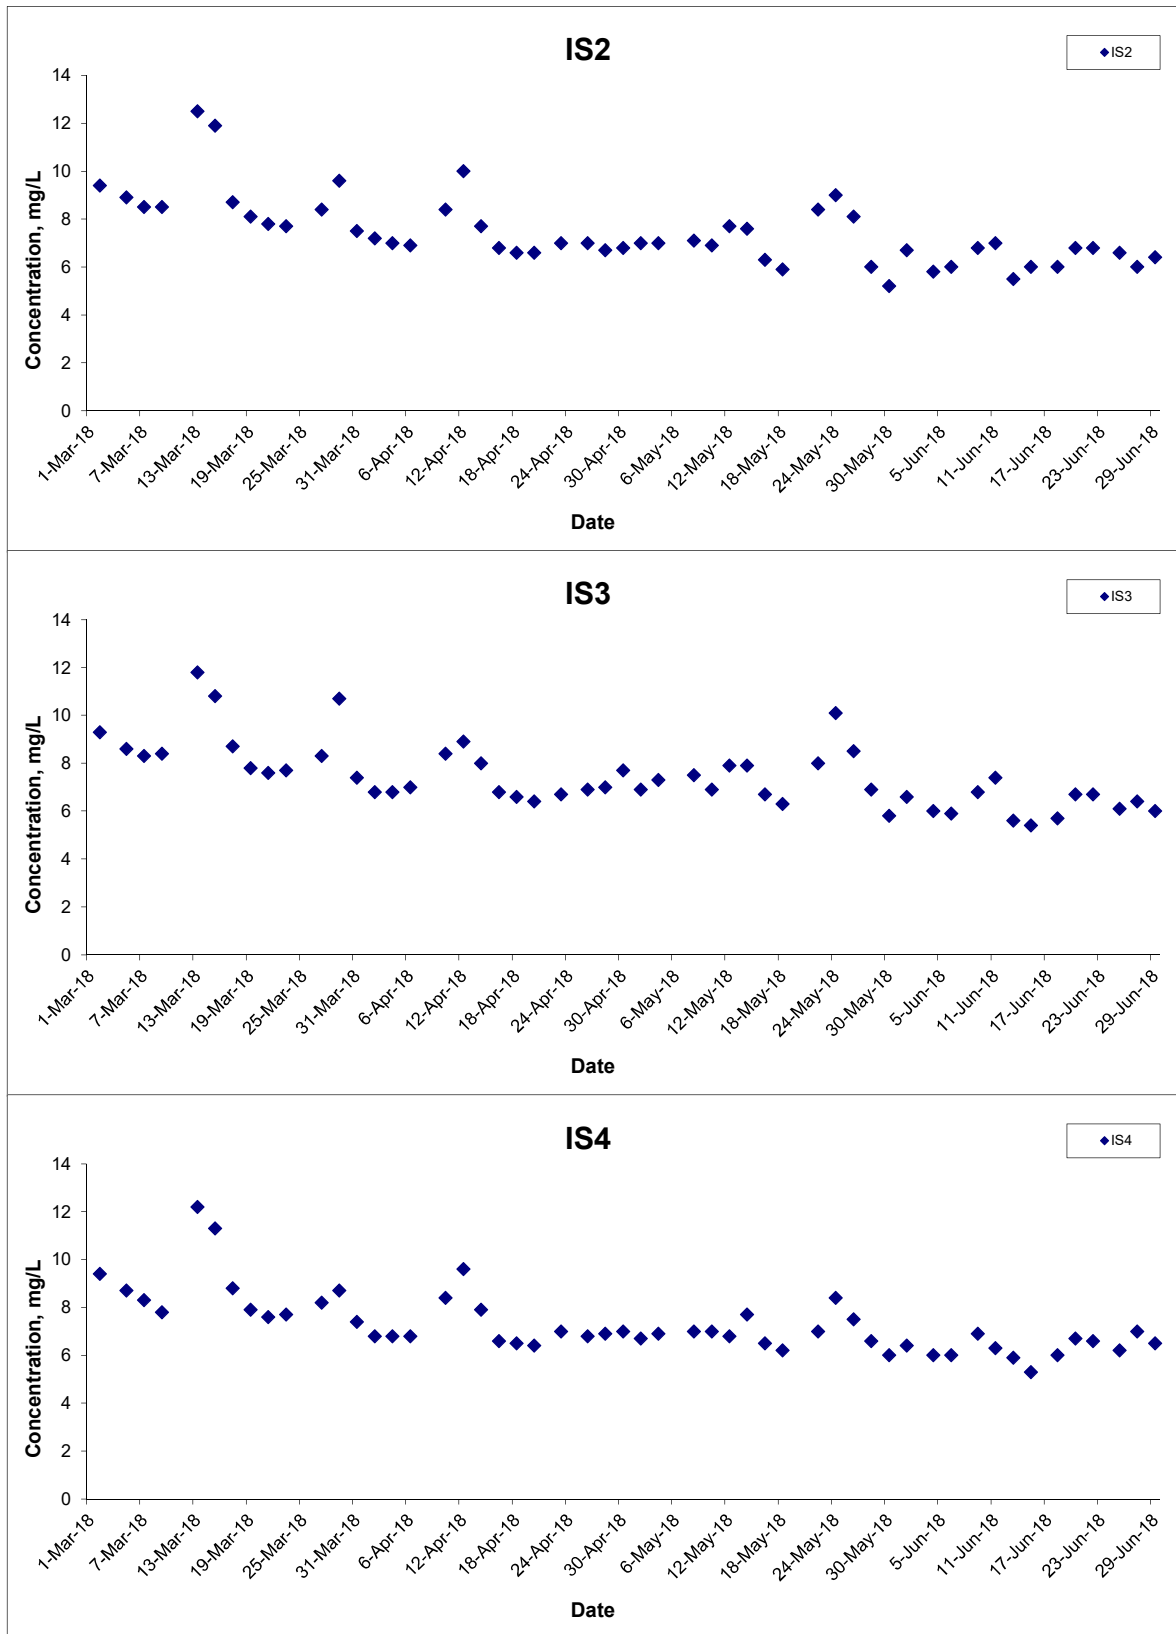 IS2
IS2
Concentration, mg/L
14
12
10
8
6
4
2
0
1-Mar-18
7-Mar-18
13-Mar-18
19-Mar-18
25-Mar-18
31-Mar-18
6-Apr-18
12-Apr-18
18-Apr-18
24-Apr-18
30-Apr-18
6-May-18
12-May-18
18-May-18
24-May-18
30-May-18
5-Jun-18
11-Jun-18
17-Jun-18
23-Jun-18
29-Jun-18
Date
IS3
IS3
Concentration, mg/L
14
12
10
8
6
4
2
0
1-Mar-18
7-Mar-18
13-Mar-18
19-Mar-18
25-Mar-18
31-Mar-18
6-Apr-18
12-Apr-18
18-Apr-18
24-Apr-18
30-Apr-18
6-May-18
12-May-18
18-May-18
24-May-18
30-May-18
5-Jun-18
11-Jun-18
17-Jun-18
23-Jun-18
29-Jun-18
Date
IS4
IS4
Concentration, mg/L
14
12
10
8
6
4
2
0
1-Mar-18
7-Mar-18
13-Mar-18
19-Mar-18
25-Mar-18
31-Mar-18
6-Apr-18
12-Apr-18
18-Apr-18
24-Apr-18
30-Apr-18
6-May-18
12-May-18
18-May-18
24-May-18
30-May-18
5-Jun-18
11-Jun-18
17-Jun-18
23-Jun-18
29-Jun-18
Date